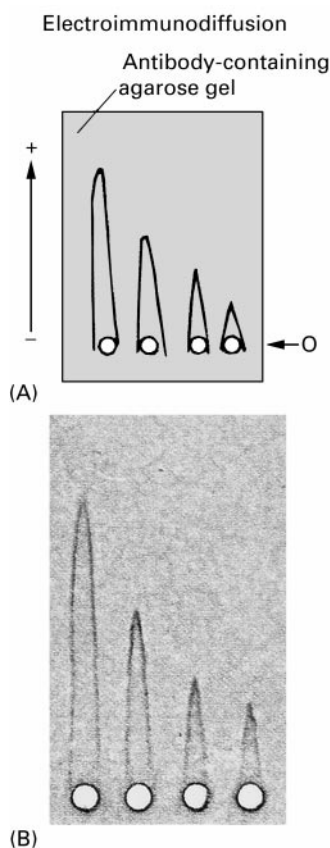 Electroimmunodiffusion
Antibody-containing
agarose gel
+
−
O
(A)
(B)